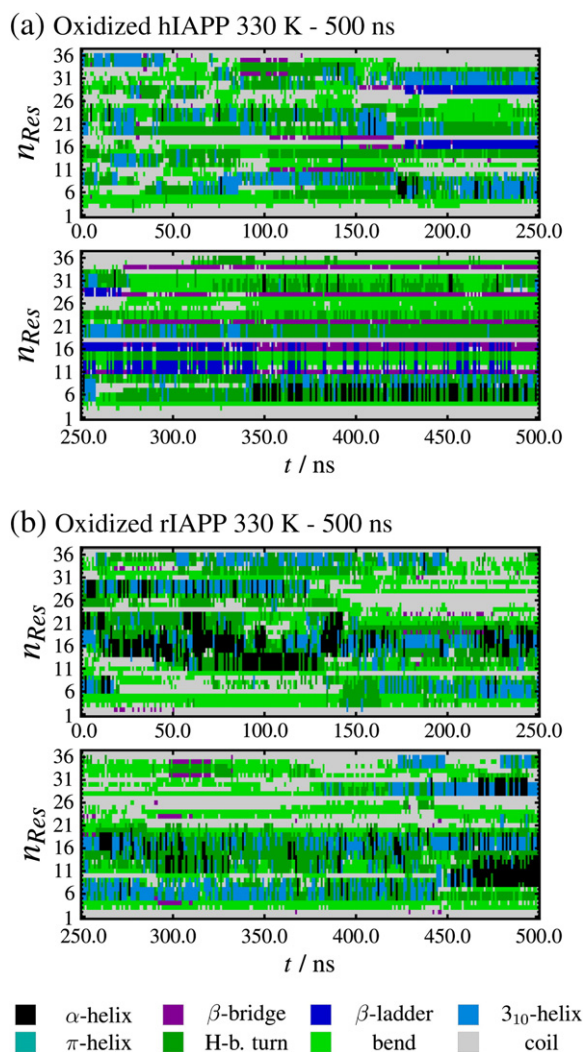 (a) Oxidized hIAPP 330 K - 500 ns
36
31
26
21
16
11
6
1
n_Res
0.0 50.0 100.0 150.0 200.0 250.0
36
31
26
21
16
11
6
1
n_Res
250.0 300.0 350.0 400.0 450.0 500.0
t / ns
(b) Oxidized rIAPP 330 K - 500 ns
36
31
26
21
16
11
6
1
n_Res
0.0 50.0 100.0 150.0 200.0 250.0
36
31
26
21
16
11
6
1
n_Res
250.0 300.0 350.0 400.0 450.0 500.0
t / ns
α-helix β-bridge β-ladder 3₁₀-helix
π-helix H-b. turn bend coil